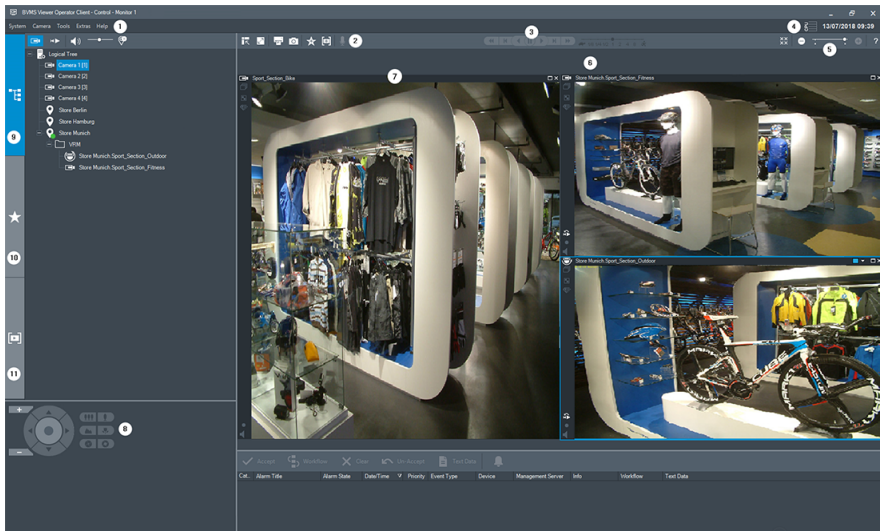 BVMS Viewer Operator Client - Control - Monitor 1
System Camera Tools Extras Help
1
4
13/07/2018 09:39
2
3
5
?
Logical Tree
Camera 1 [1]
Camera 2 [2]
Camera 3 [3]
Camera 4 [4]
Store Berlin
Store Hamburg
Store Munich
VRM
Store Munich.Sport_Section_Outdoor
Store Munich.Sport_Section_Fitness
9
10
11
6
Sport_Section_Bike
7
Store Munich.Sport_Section_Fitness
Store Munich.Sport_Section_Outdoor
CUBE
8
Accept Workflow Clear Un-Accept Text Data
Cat. Alarm Title Alarm State Date/Time Priority Event Type Device Management Server Info Workflow Text Data